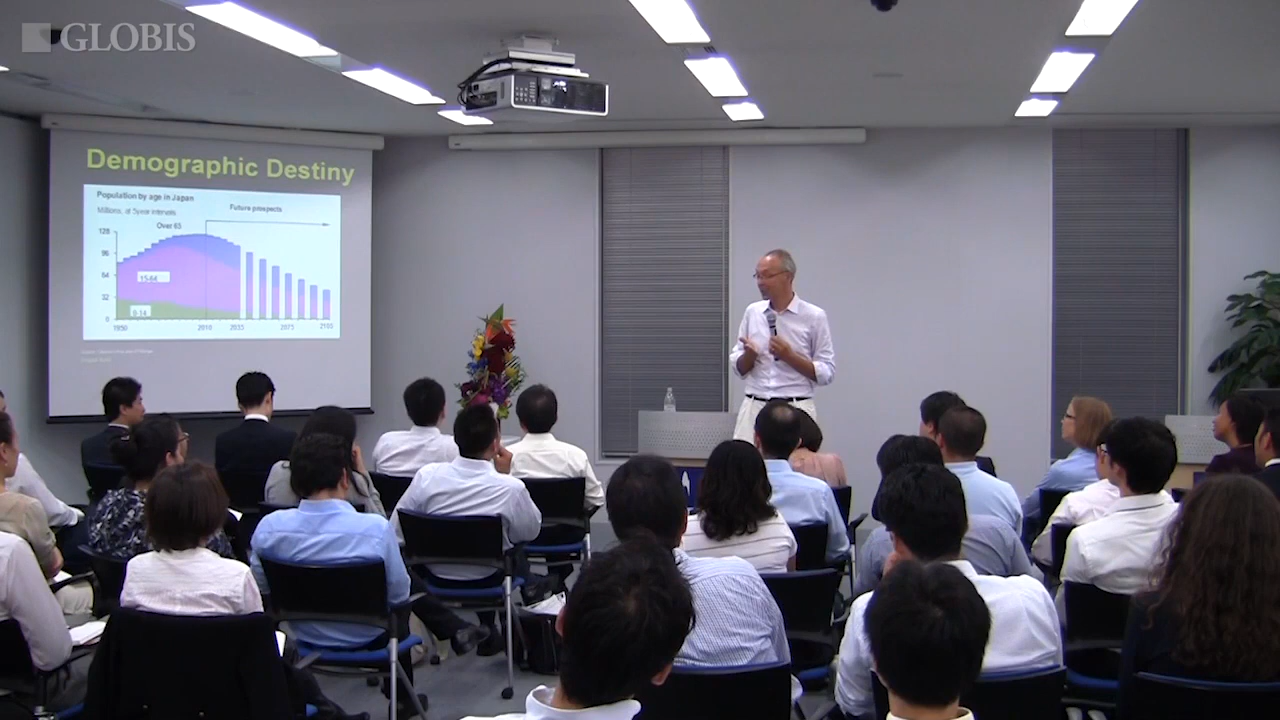 GLOBIS
Demographic Destiny
Population by age in Japan
Millions, at 5year intervals
Future prospects
Over 65
128
96
64
32
0
15-64
0-14
1950
2010
2035
2075
2105